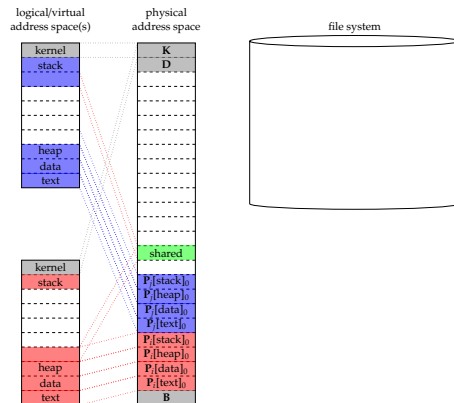 logical/virtual
address space(s)
physical
address space
file system
kernel
stack
heap
data
text
kernel
stack
heap
data
text
K
D
shared
P_j[stack]_0
P_j[heap]_0
P_j[data]_0
P_j[text]_0
P_i[stack]_0
P_i[heap]_0
P_i[data]_0
P_i[text]_0
B